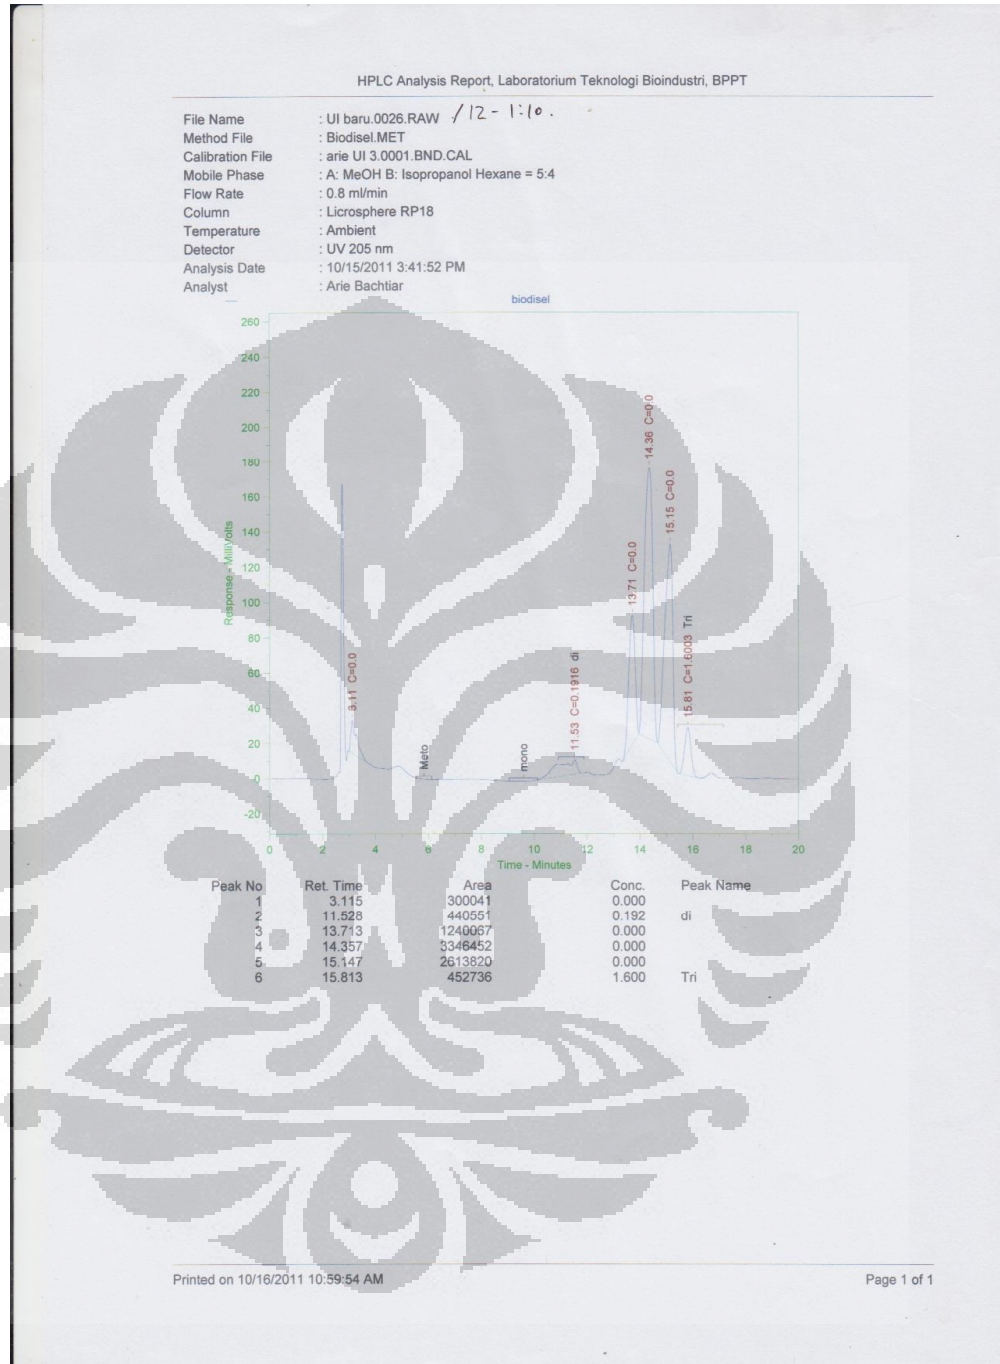 HPLC Analysis Report, Laboratorium Teknologi Bioindustri, BPPT
File Name : UI baru.0026.RAW /12 - 1:10.
Method File : Biodisel.MET
Calibration File : arie UI 3.0001.BND.CAL
Mobile Phase : A: MeOH B: Isopropanol Hexane = 5:4
Flow Rate : 0.8 ml/min
Column : Licrosphere RP18
Temperature : Ambient
Detector : UV 205 nm
Analysis Date : 10/15/2011 3:41:52 PM
Analyst : Arie Bachtiar
biodisel
260
240
220
200
180
160
140
120
100
80
60
40
20
0
-20
Response - MilliVolts
3.11 C=0.0
Meto
mono
11.53 C=0.1916 di
13.71 C=0.0
14.36 C=0.0
15.15 C=0.0
15.81 C=1.6003 Tri
0 2 4 6 8 10 12 14 16 18 20
Time - Minutes
Peak No Ret. Time Area Conc. Peak Name
1 3.115 300041 0.000
2 11.528 440551 0.192 di
3 13.713 1240067 0.000
4 14.357 3346452 0.000
5 15.147 2613820 0.000
6 15.813 452736 1.600 Tri
Printed on 10/16/2011 10:59:54 AM Page 1 of 1